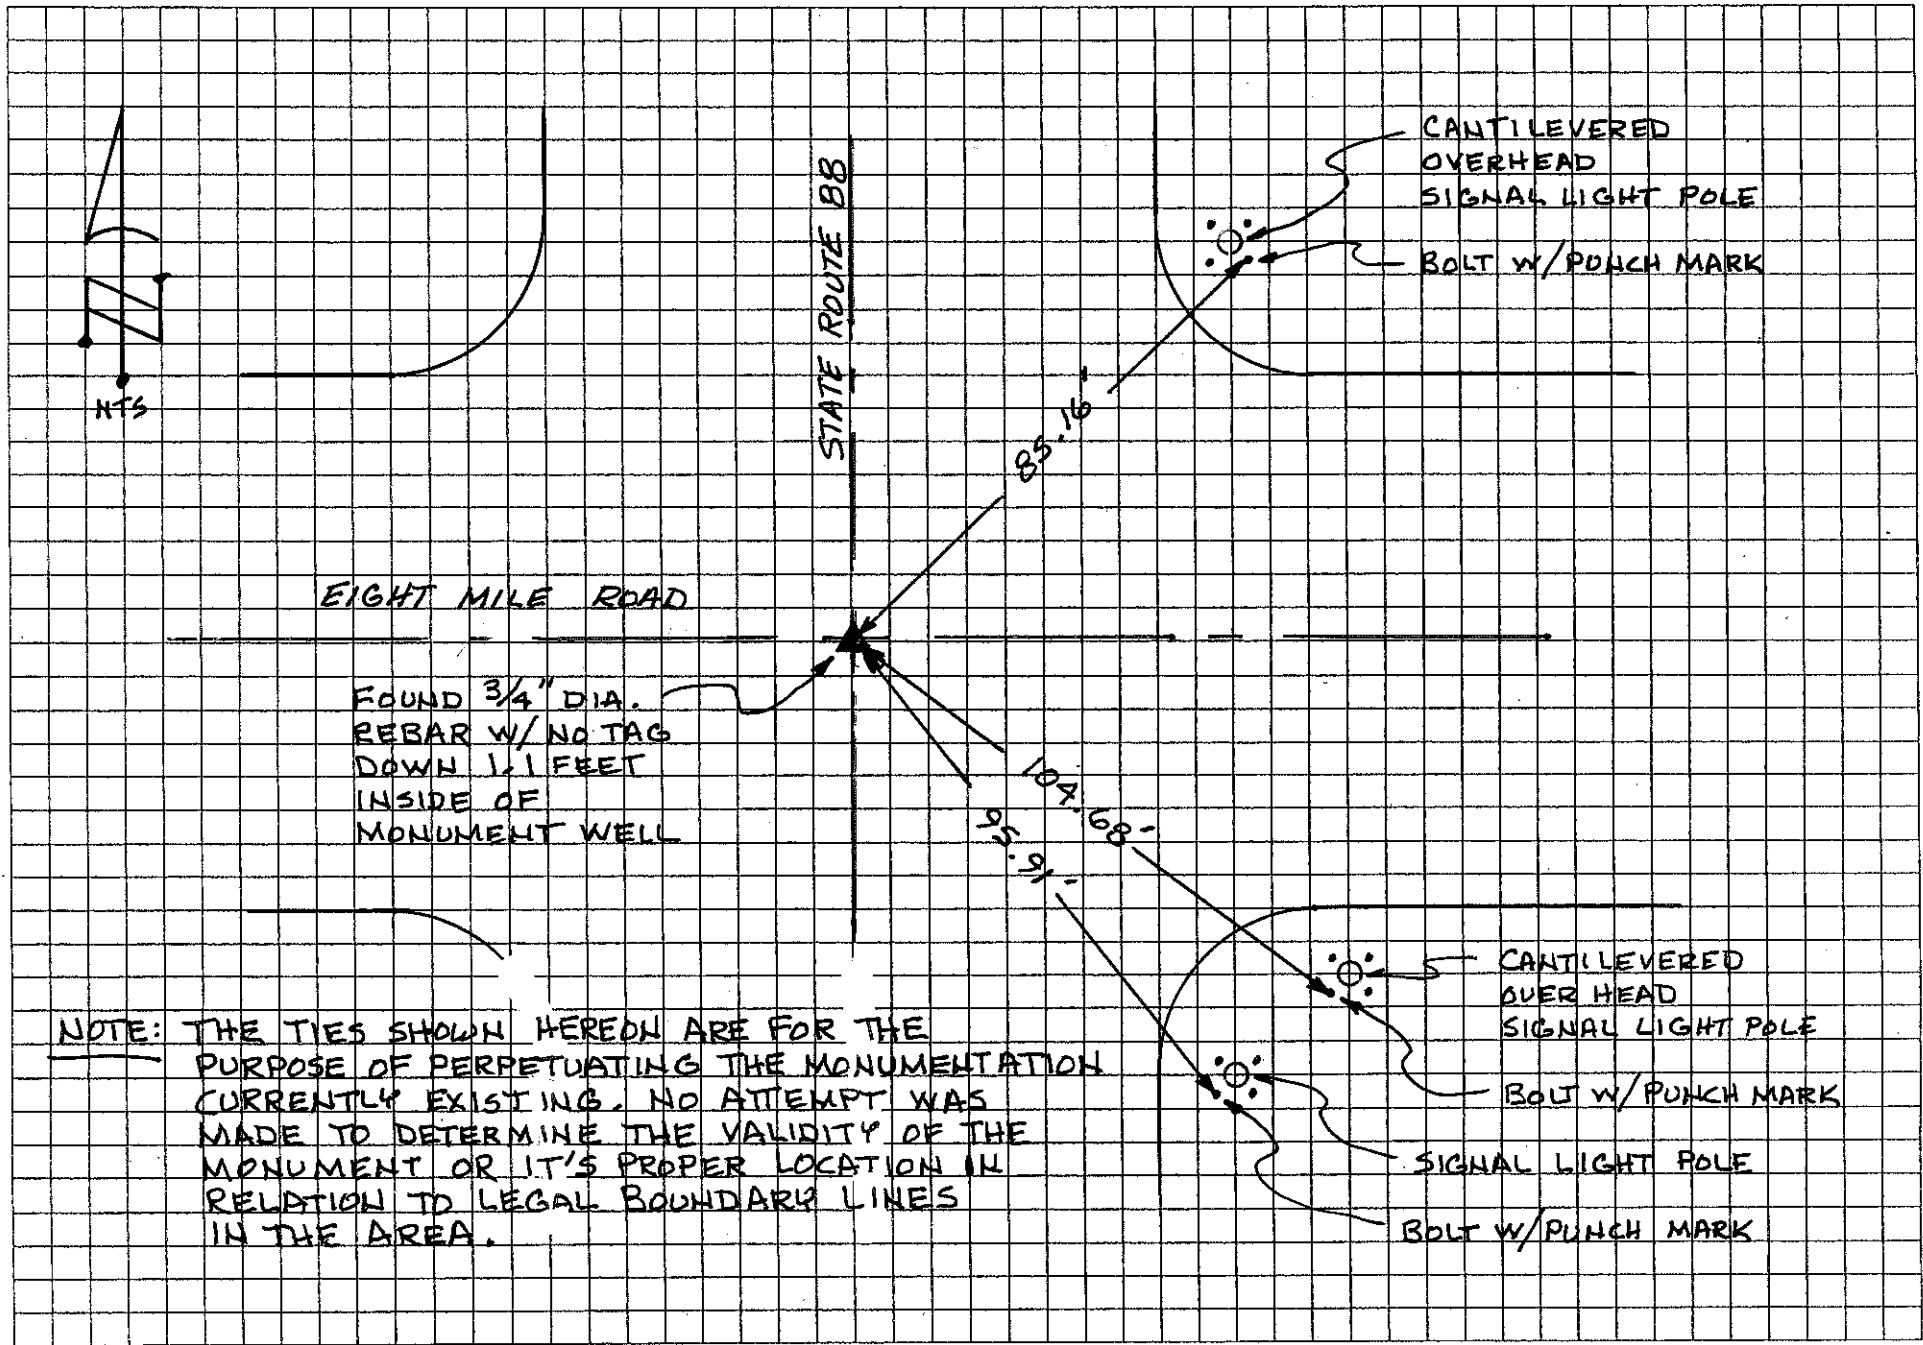 CANTILEVERED
OVERHEAD
SIGNAL LIGHT POLE
BOLT W/PUNCH MARK
STATE ROUTE 88
NTS
85.16'
EIGHT MILE ROAD
FOUND 3/4" DIA.
REBAR W/ NO TAG
DOWN 1.1 FEET
INSIDE OF
MONUMENT WELL
104.68'
95.91'
CANTILEVERED
OVER HEAD
SIGNAL LIGHT POLE
BOLT W/PUNCH MARK
SIGNAL LIGHT POLE
BOLT W/PUNCH MARK
NOTE: THE TIES SHOWN HEREON ARE FOR THE
PURPOSE OF PERPETUATING THE MONUMENTATION
CURRENTLY EXISTING. NO ATTEMPT WAS
MADE TO DETERMINE THE VALIDITY OF THE
MONUMENT OR IT'S PROPER LOCATION IN
RELATION TO LEGAL BOUNDARY LINES
IN THE AREA.